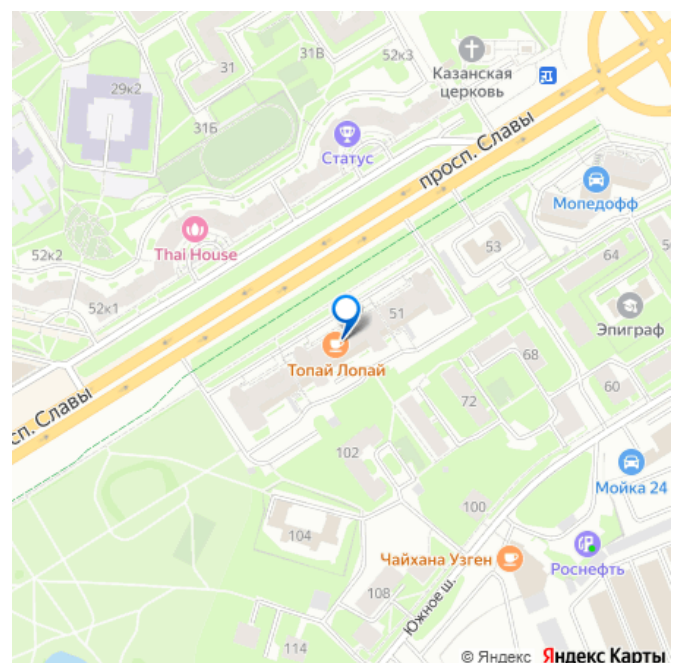 31В
52к3
Казанская
церковь
31
29к2
31Б
Статус
просп. Славы
Мопедофф
52к2
Thai House
53
64
52к1
51
Эпиграф
Топай Лопай
68
72
60
сп. Славы
102
Мойка 24
100
104
Чайхана Узген
Роснефть
108
Южное ш.
114
© Яндекс Яндекс Карты